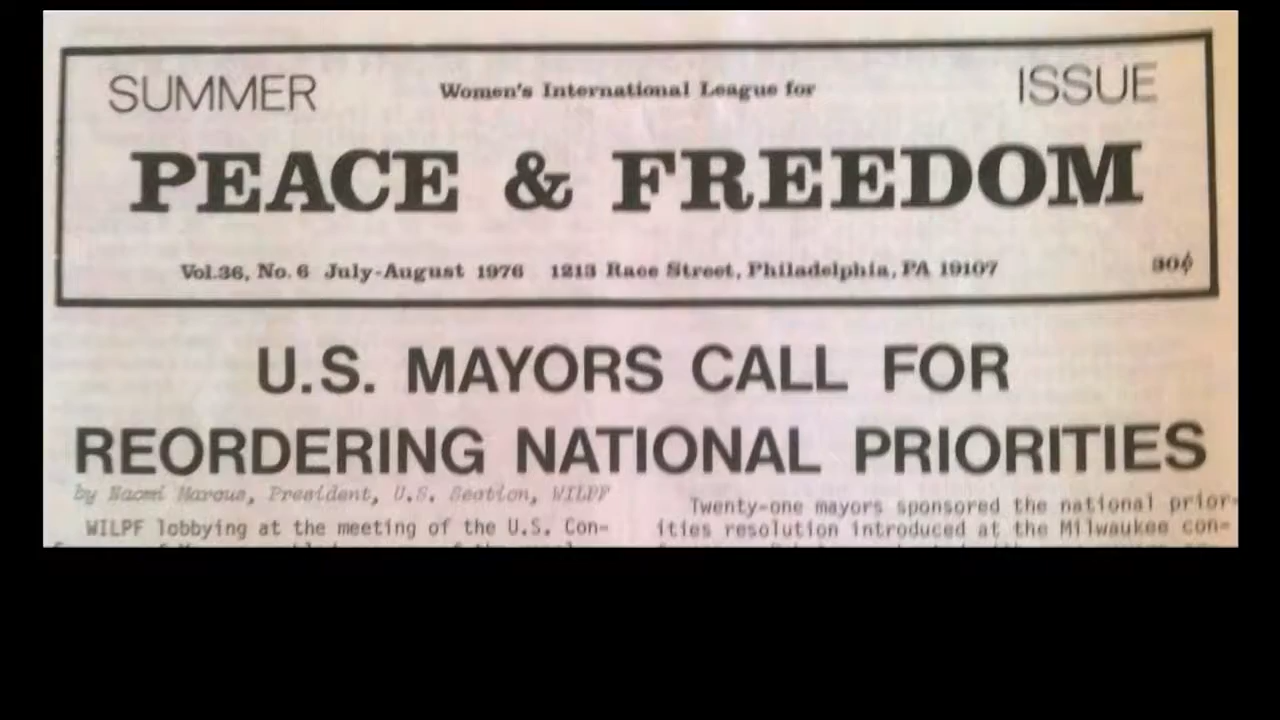 SUMMER Women's International League for ISSUE
PEACE & FREEDOM
Vol.36, No. 6 July-August 1976 1213 Race Street, Philadelphia, PA 19107 30¢
U.S. MAYORS CALL FOR
REORDERING NATIONAL PRIORITIES
by Naomi Marcus, President, U.S. Section, WILPF
WILPF lobbying at the meeting of the U.S. Con-
Twenty-one mayors sponsored the national prior-
ities resolution introduced at the Milwaukee con-